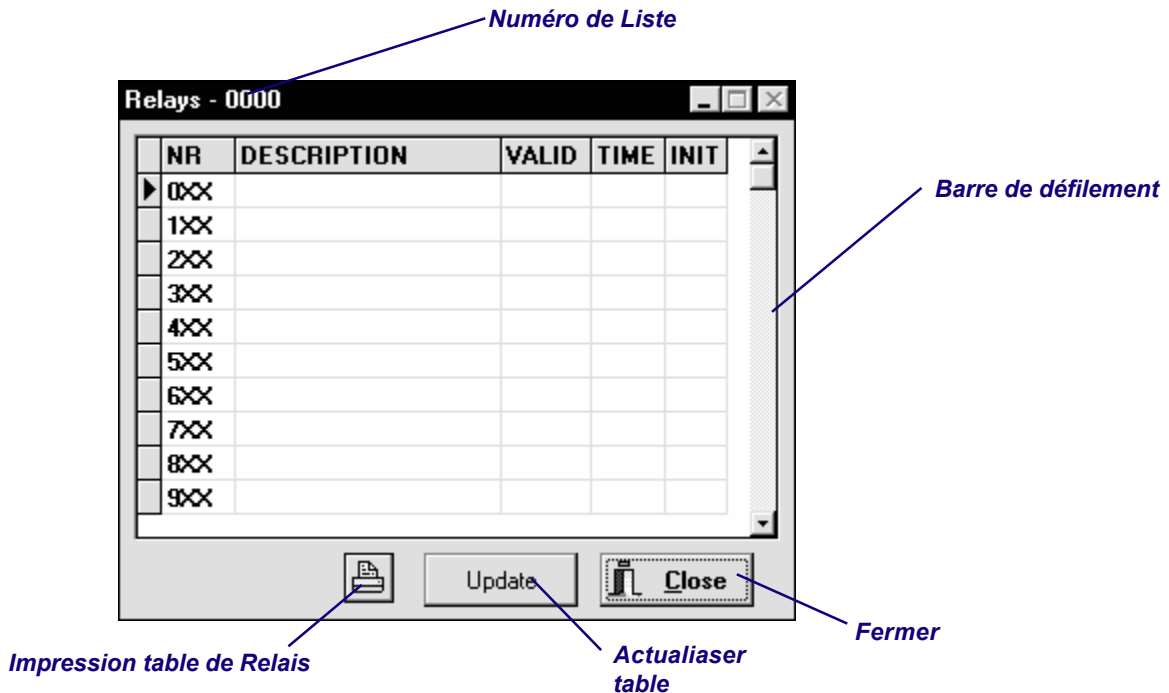 Numéro de Liste
Relays - 0000
NR DESCRIPTION VALID TIME INIT
0XX
1XX
2XX
3XX
4XX
5XX
6XX
7XX
8XX
9XX
Barre de défilement
Update Close
Fermer
Impression table de Relais
Actualiaser
table